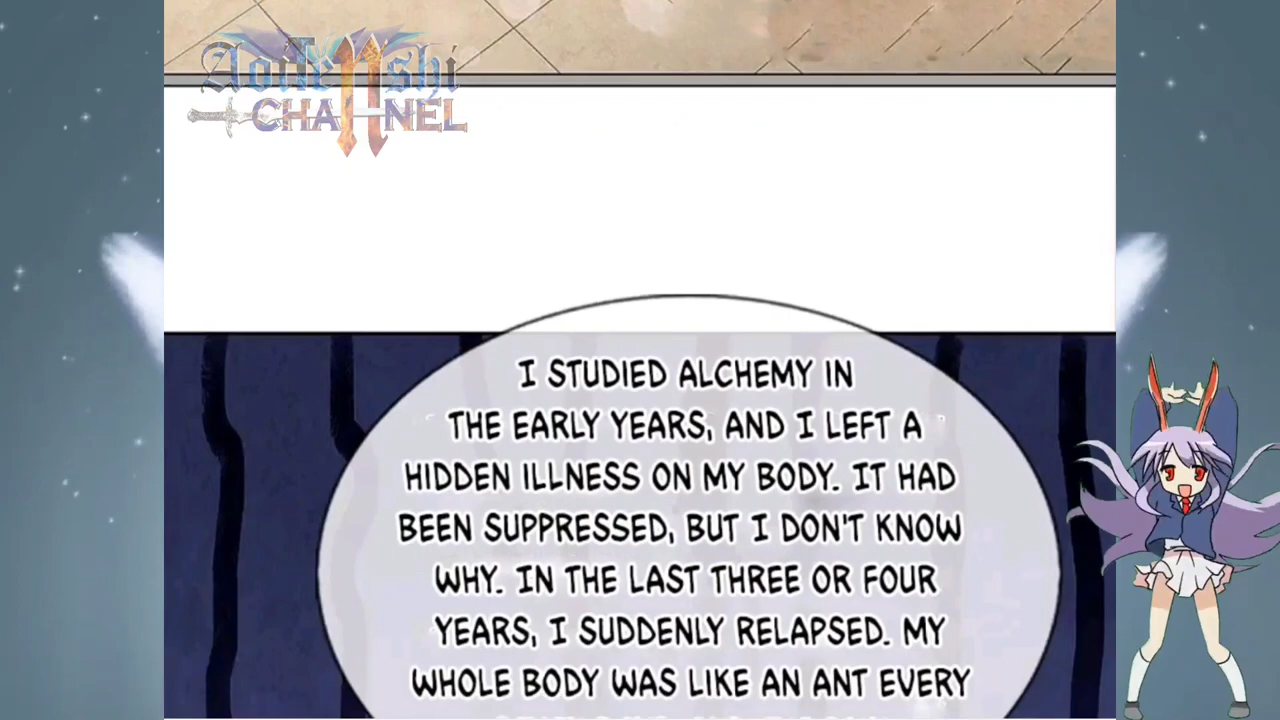 AoiTenshi
CHANNEL
I STUDIED ALCHEMY IN
THE EARLY YEARS, AND I LEFT A
HIDDEN ILLNESS ON MY BODY. IT HAD
BEEN SUPPRESSED, BUT I DON'T KNOW
WHY. IN THE LAST THREE OR FOUR
YEARS, I SUDDENLY RELAPSED. MY
WHOLE BODY WAS LIKE AN ANT EVERY